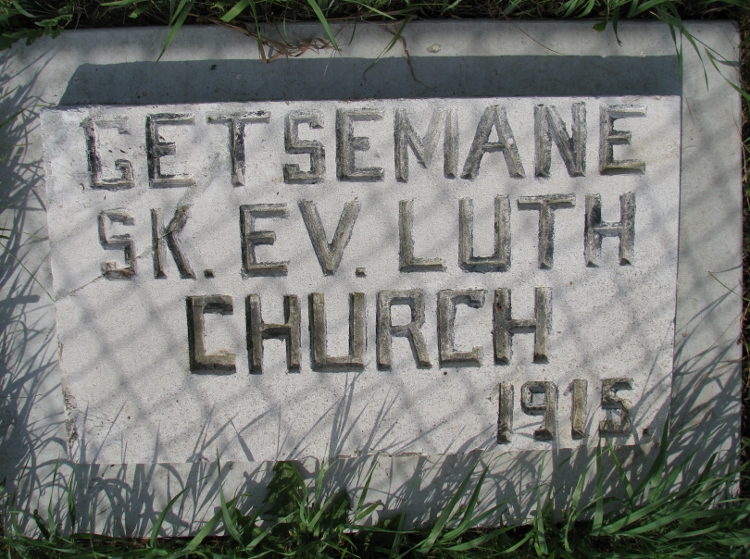 GETSEMANE
SK. EV. LUTH
CHURCH
1915.